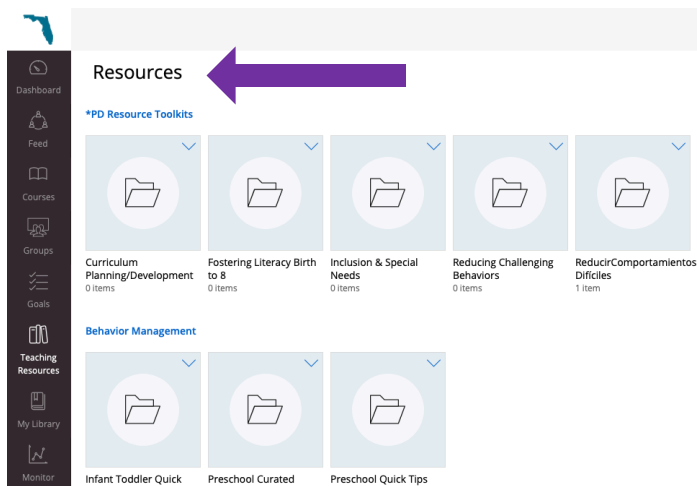 Resources
Dashboard
Feed
Courses
Groups
Goals
Teaching
Resources
My Library
Monitor
*PD Resource Toolkits
Curriculum
Planning/Development
0 items
Fostering Literacy Birth
to 8
0 items
Inclusion & Special
Needs
0 items
Reducing Challenging
Behaviors
0 items
ReducirComportamientos
Difíciles
1 item
Behavior Management
Infant Toddler Quick
Preschool Curated
Preschool Quick Tips